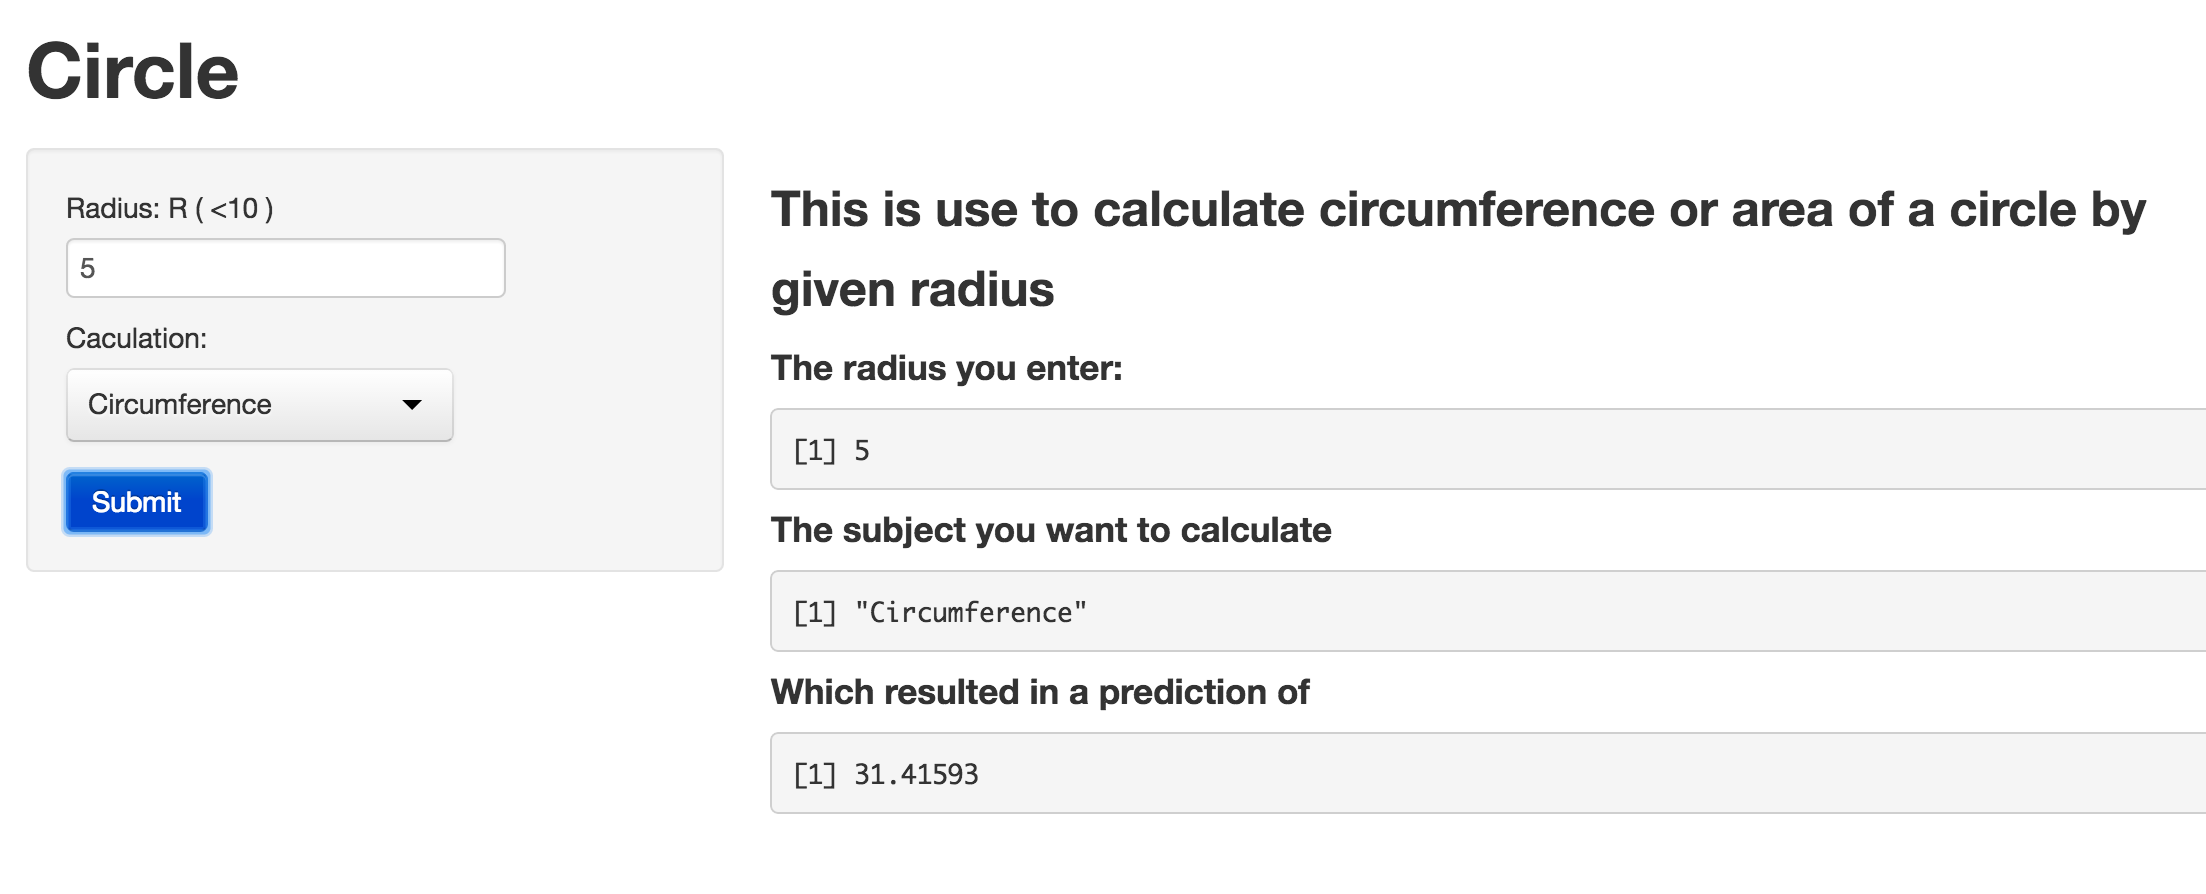 Circle
Radius: R ( <10 )
5
Caculation:
Circumference
Submit
This is use to calculate circumference or area of a circle by
given radius
The radius you enter:
[1] 5
The subject you want to calculate
[1] "Circumference"
Which resulted in a prediction of
[1] 31.41593